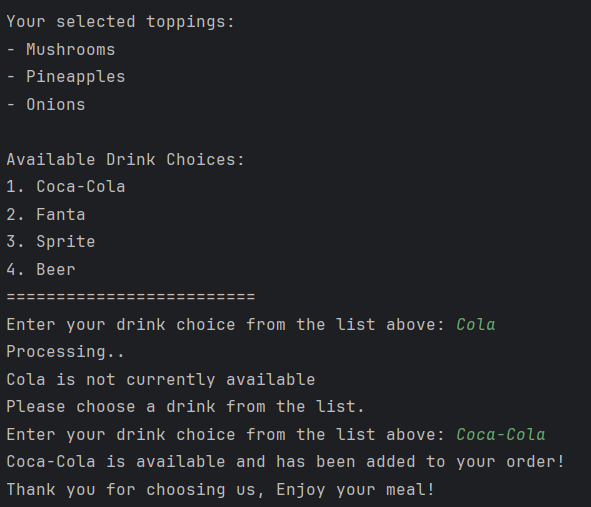 Your selected toppings:
- Mushrooms
- Pineapples
- Onions
Available Drink Choices:
1. Coca-Cola
2. Fanta
3. Sprite
4. Beer
=========================
Enter your drink choice from the list above: Cola
Processing..
Cola is not currently available
Please choose a drink from the list.
Enter your drink choice from the list above: Coca-Cola
Coca-Cola is available and has been added to your order!
Thank you for choosing us, Enjoy your meal!